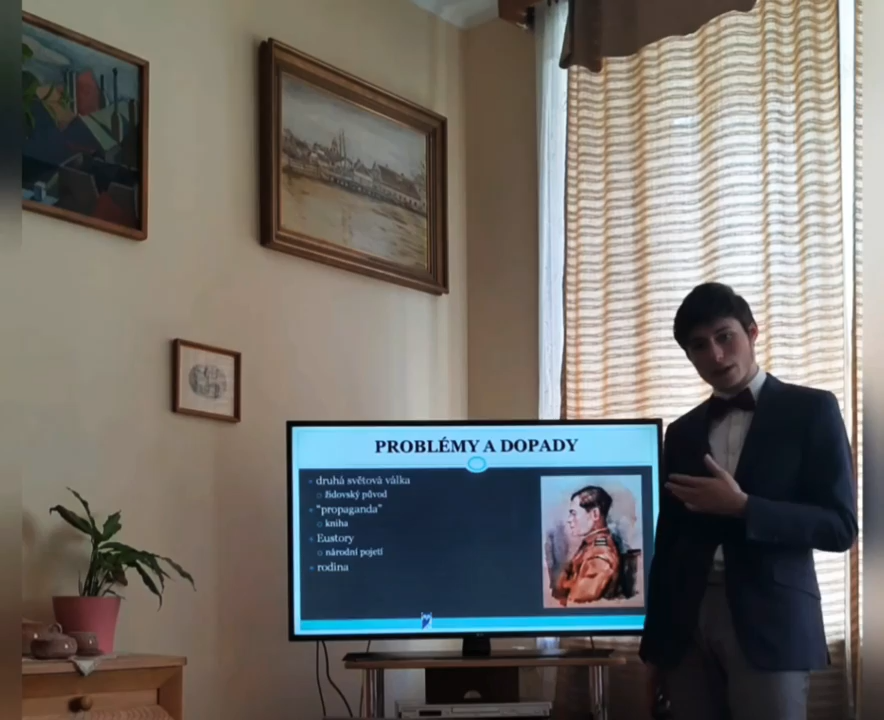 PROBLÉMY A DOPADY
druhá světová válka
židovský původ
"propaganda"
kniha
Eustory
národní pojetí
rodina